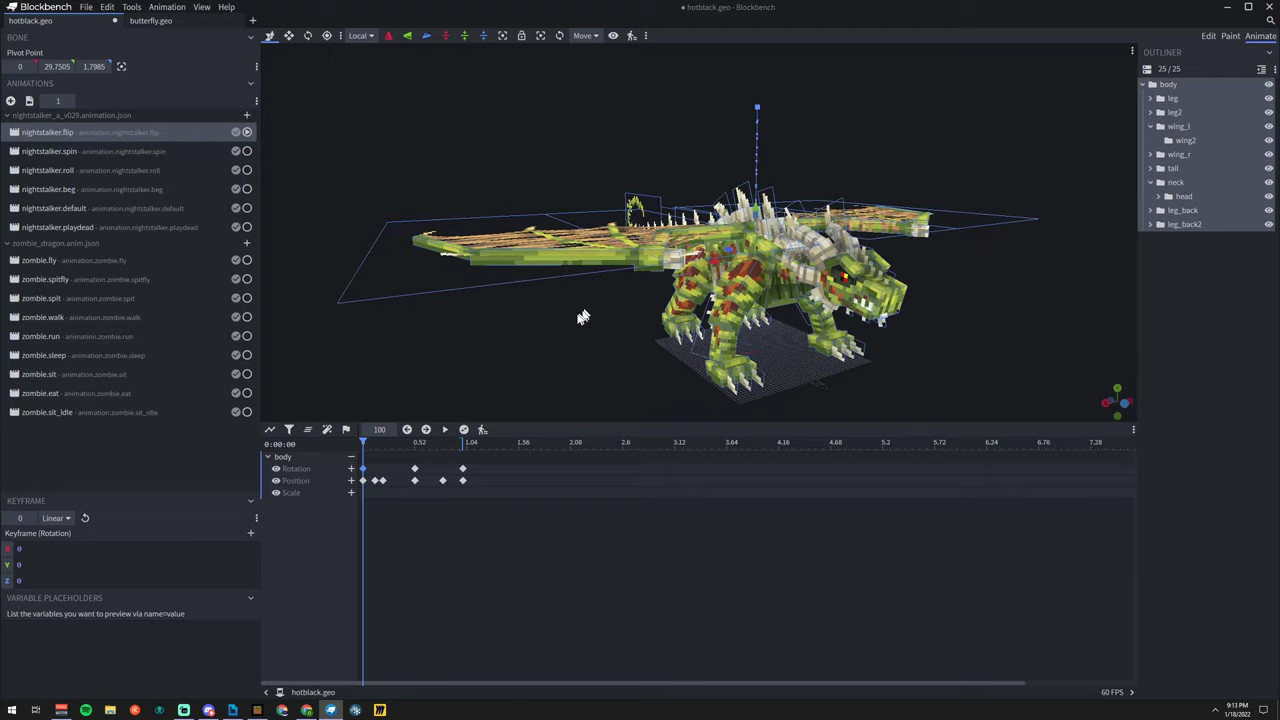 Blockbench
File Edit Tools Animation View Help
hotblack.geo - Blockbench
hotblack.geo
butterfly.geo
BONE
Local
Move
Edit Paint Animate
Pivot Point
OUTLINER
0 29.7505 1.7985
25 / 25
ANIMATIONS
body
1
leg
nightstalker_a_v029.animation.json
leg2
nightstalker.flip - animation.nightstalker.flip
wing_l
nightstalker.spin - animation.nightstalker.spin
wing2
nightstalker.roll - animation.nightstalker.roll
wing_r
nightstalker.beg - animation.nightstalker.beg
tail
nightstalker.default - animation.nightstalker.default
neck
nightstalker.playdead - animation.nightstalker.playdead
head
zombie_dragon.anim.json
leg_back
zombie.fly - animation.zombie.fly
leg_back2
zombie.spitfly - animation.zombie.spitfly
zombie.spit - animation.zombie.spit
zombie.walk - animation.zombie.walk
zombie.run - animation.zombie.run
zombie.sleep - animation.zombie.sleep
zombie.sit - animation.zombie.sit
zombie.eat - animation.zombie.eat
zombie.sit_idle - animation.zombie.sit_idle
100
0:00:00
0.52 1.04 1.56 2.08 2.6 3.12 3.64 4.16 4.68 5.2 5.72 6.24 6.76 7.28
body
Rotation
Position
Scale
KEYFRAME
0 Linear
Keyframe (Rotation)
X 0
Y 0
Z 0
VARIABLE PLACEHOLDERS
List the variables you want to preview via name=value
hotblack.geo
60 FPS
9:13 PM
1/18/2022